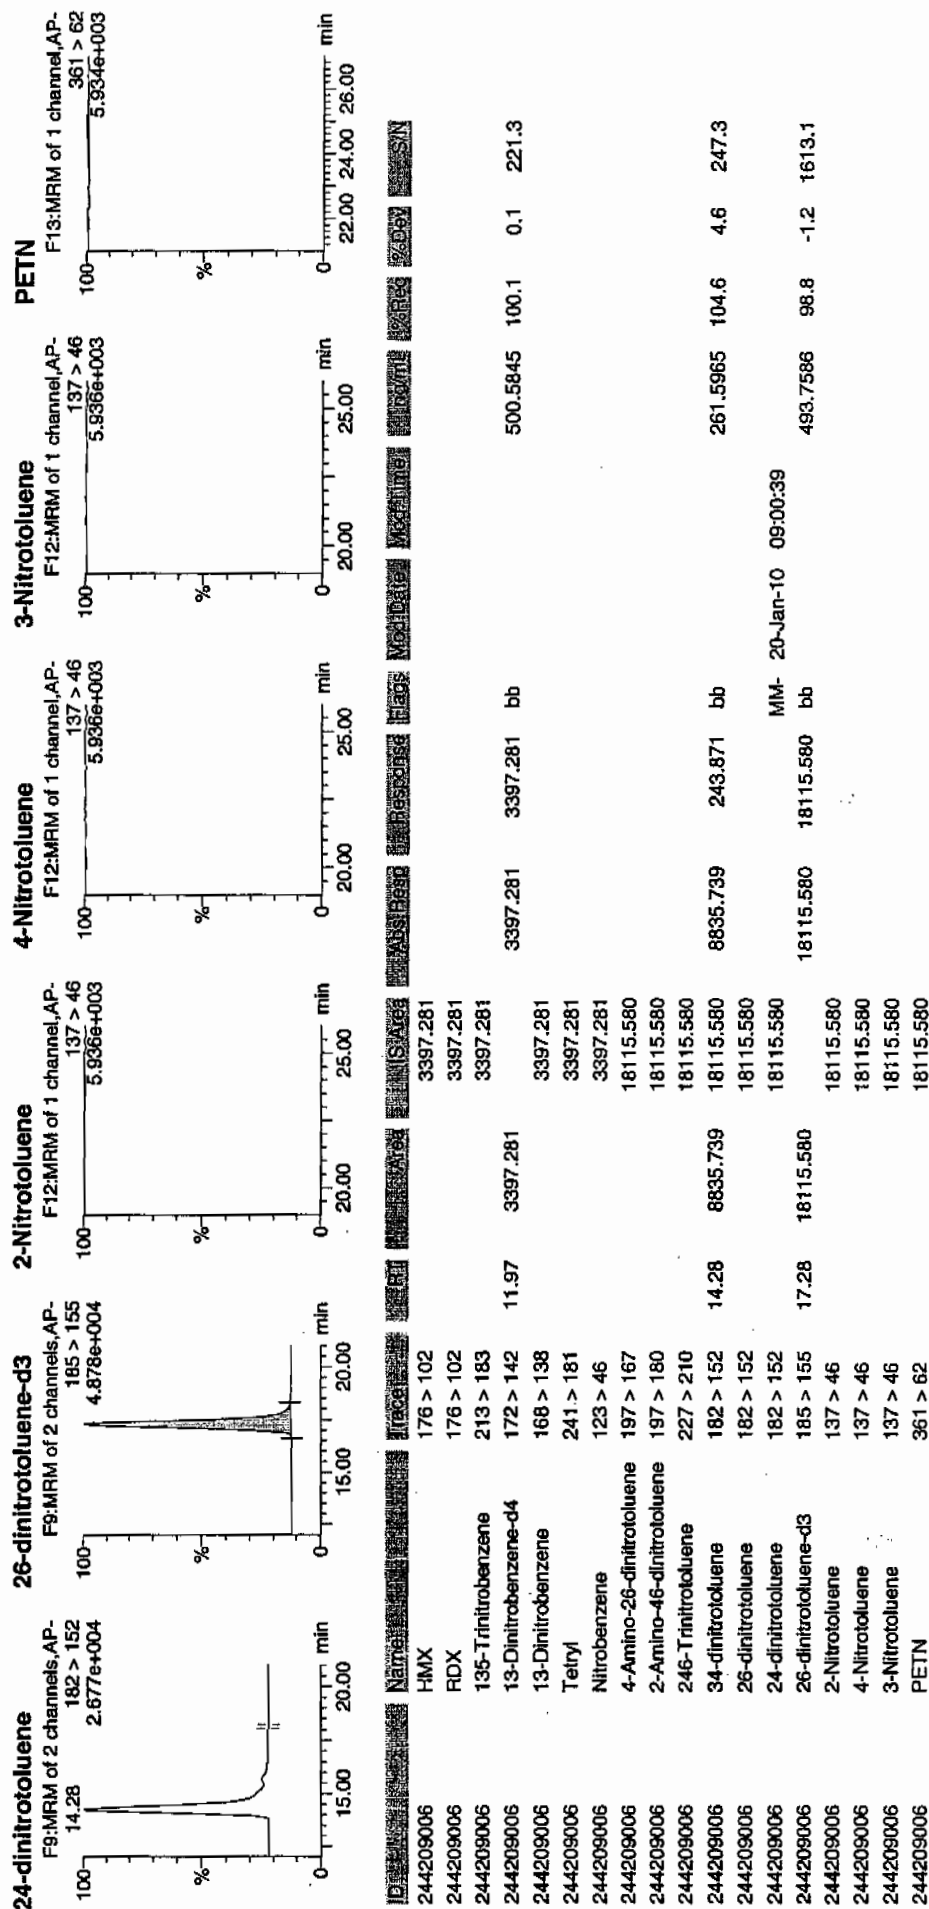 24-dinitrotoluene
F9:MRM of 2 channels,AP-
14.28 182 > 152
2.677e+004
100
%
0
15.00 20.00 min
26-dinitrotoluene-d3
F9:MRM of 2 channels,AP-
185 > 155
4.878e+004
100
%
0
15.00 20.00 min
2-Nitrotoluene
F12:MRM of 1 channel,AP-
137 > 46
5.936e+003
100
%
0
20.00 25.00 min
4-Nitrotoluene
F12:MRM of 1 channel,AP-
137 > 46
5.936e+003
100
%
0
20.00 25.00 min
3-Nitrotoluene
F12:MRM of 1 channel,AP-
137 > 46
5.936e+003
100
%
0
20.00 25.00 min
PETN
F13:MRM of 1 channel,AP-
361 > 62
5.934e+003
100
%
0
22.00 24.00 26.00 min
ID Name Trace RT Area IS Area Abs Resp Response Flags Mod Date Mod Time ng/mL %Rec %Dev S/N
244209006 HMX 176 > 102 3397.281
244209006 RDX 176 > 102 3397.281
244209006 135-Trinitrobenzene 213 > 183 3397.281
244209006 13-Dinitrobenzene-d4 172 > 142 11.97 3397.281 3397.281 3397.281 bb 500.5845 100.1 0.1 221.3
244209006 13-Dinitrobenzene 168 > 138 3397.281
244209006 Tetryl 241 > 181 3397.281
244209006 Nitrobenzene 123 > 46 3397.281
244209006 4-Amino-26-dinitrotoluene 197 > 167 18115.580
244209006 2-Amino-46-dinitrotoluene 197 > 180 18115.580
244209006 246-Trinitrotoluene 227 > 210 18115.580
244209006 34-dinitrotoluene 182 > 152 14.28 8835.739 18115.580 8835.739 243.871 bb 261.5965 104.6 4.6 247.3
244209006 26-dinitrotoluene 182 > 152 18115.580
244209006 24-dinitrotoluene 182 > 152 18115.580 MM- 20-Jan-10 09:00:39
244209006 26-dinitrotoluene-d3 185 > 155 17.28 18115.580 18115.580 18115.580 bb 493.7586 98.8 -1.2 1613.1
244209006 2-Nitrotoluene 137 > 46 18115.580
244209006 4-Nitrotoluene 137 > 46 18115.580
244209006 3-Nitrotoluene 137 > 46 18115.580
244209006 PETN 361 > 62 18115.580